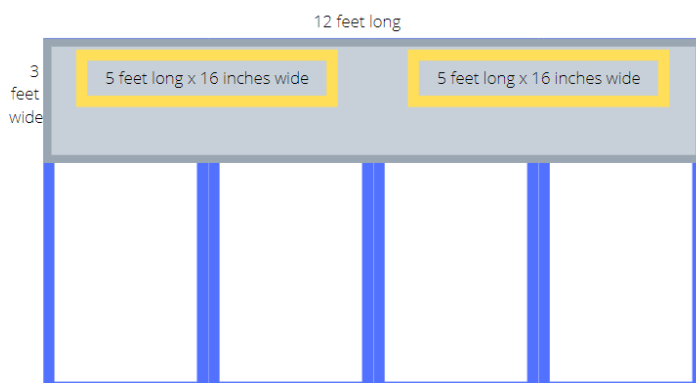 12 feet long
3
feet
wide
5 feet long x 16 inches wide
5 feet long x 16 inches wide